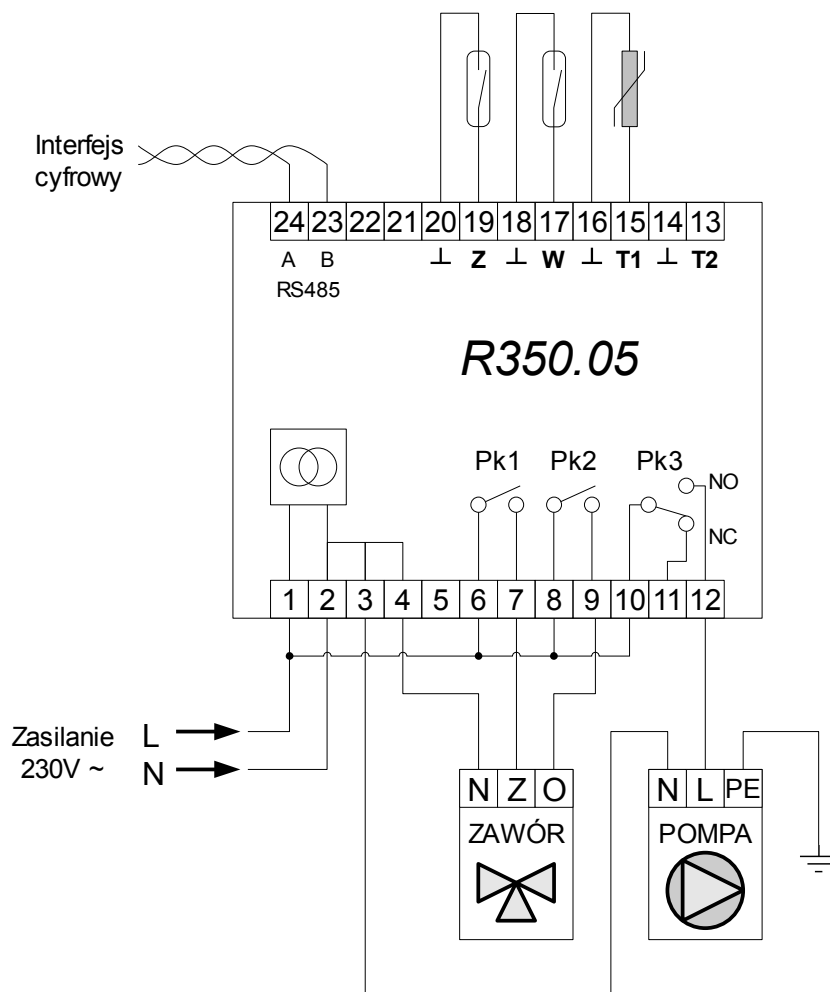 Interfejs
cyfrowy
24 23 22 21 20 19 18 17 16 15 14 13
A B ⊥ Z ⊥ W ⊥ T1 ⊥ T2
RS485
R350.05
Pk1 Pk2 Pk3
NO
NC
1 2 3 4 5 6 7 8 9 10 11 12
Zasilanie L
230V ~ N
N Z O N L PE
ZAWÓR POMPA